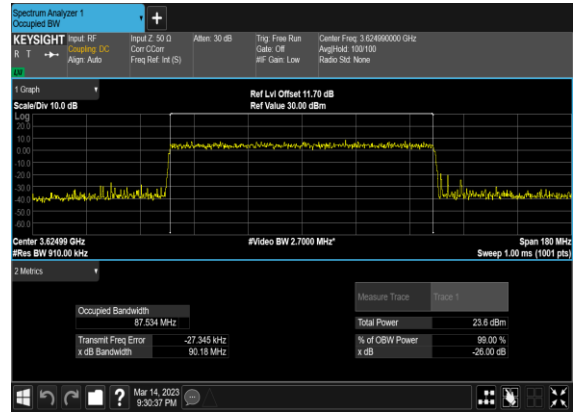 Spectrum Analyzer 1
Occupied BW
KEYSIGHT
R T
LW
Input: RF
Coupling: DC
Align: Auto
Input Z: 50 Ω
Corr CCorr
Freq Ref: Int (S)
Atten: 30 dB
Trig: Free Run
Gate: Off
#IF Gain: Low
Center Freq: 3.624990000 GHz
Avg|Hold: 100/100
Radio Std: None
1 Graph
Scale/Div 10.0 dB
Ref Lvl Offset 11.70 dB
Ref Value 30.00 dBm
Log
20.0
10.0
0.00
-10.0
-20.0
-30.0
-40.0
-50.0
-60.0
Center 3.62499 GHz
#Res BW 910.00 kHz
#Video BW 2.7000 MHz*
Span 180 MHz
Sweep 1.00 ms (1001 pts)
2 Metrics
Measure Trace
Trace 1
Occupied Bandwidth
87.534 MHz
Total Power
23.6 dBm
Transmit Freq Error
-27.345 kHz
% of OBW Power
99.00 %
x dB Bandwidth
90.18 MHz
x dB
-26.00 dB
?
Mar 14, 2023
9:30:37 PM